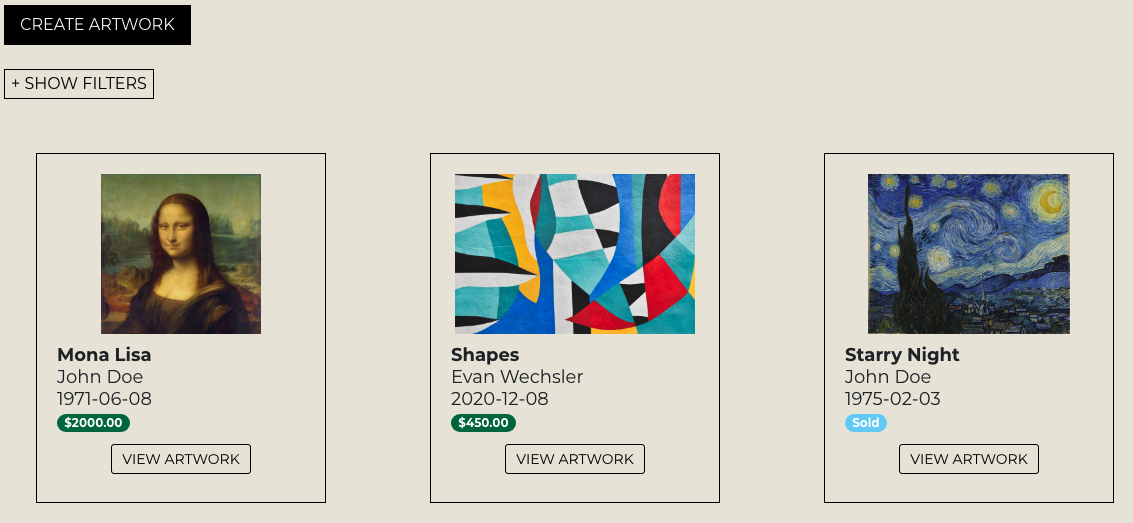 CREATE ARTWORK
+ SHOW FILTERS
Mona Lisa
John Doe
1971-06-08
$2000.00
VIEW ARTWORK
Shapes
Evan Wechsler
2020-12-08
$450.00
VIEW ARTWORK
Starry Night
John Doe
1975-02-03
Sold
VIEW ARTWORK